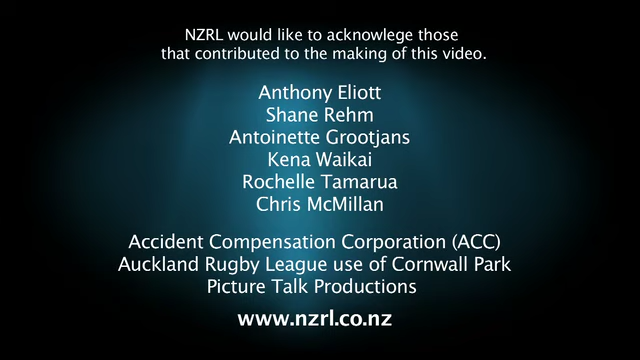 NZRL would like to acknowlege those
that contributed to the making of this video.
Anthony Eliott
Shane Rehm
Antoinette Grootjans
Kena Waikai
Rochelle Tamarua
Chris McMillan
Accident Compensation Corporation (ACC)
Auckland Rugby League use of Cornwall Park
Picture Talk Productions
www.nzrl.co.nz